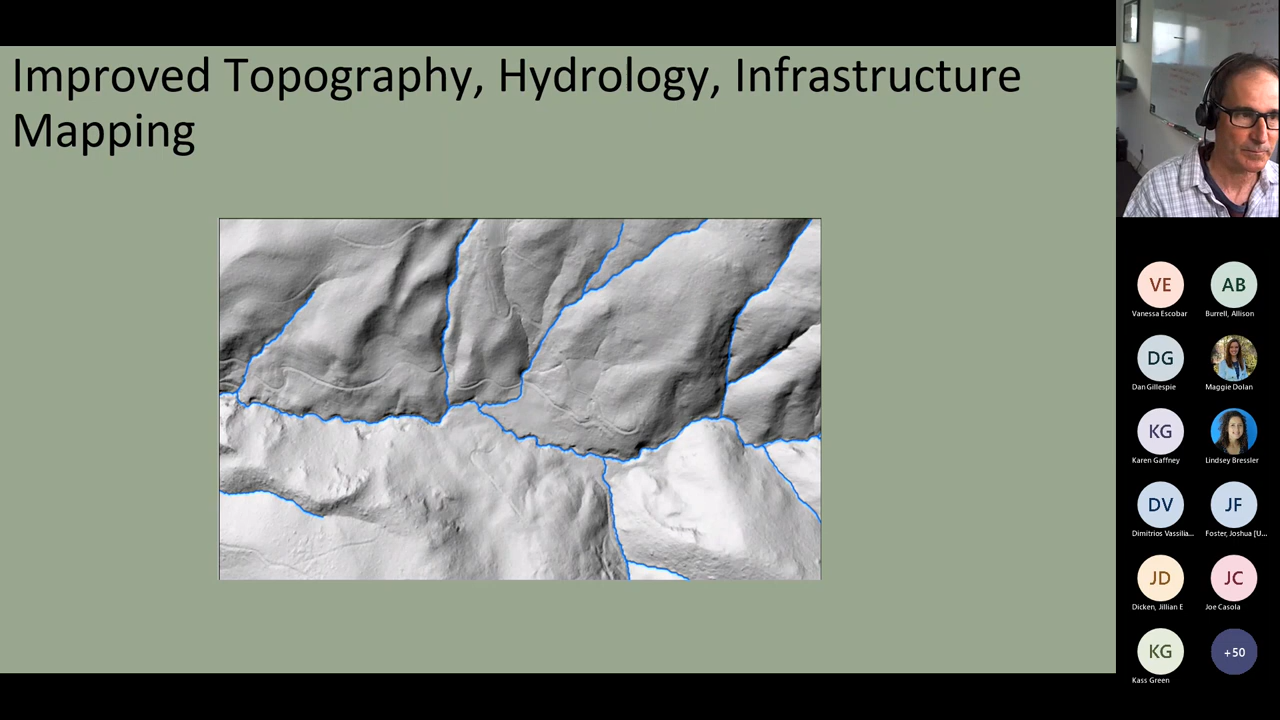 Improved Topography, Hydrology, Infrastructure
Mapping
VE
AB
Vanessa Escobar
Burrell, Allison
DG
Dan Gillespie
Maggie Dolan
KG
Karen Gaffney
Lindsey Bressler
DV
JF
Dimitrios Vassilia...
Foster, Joshua [U...
JD
JC
Dicken, Jillian E
Joe Casola
KG
+50
Kass Green